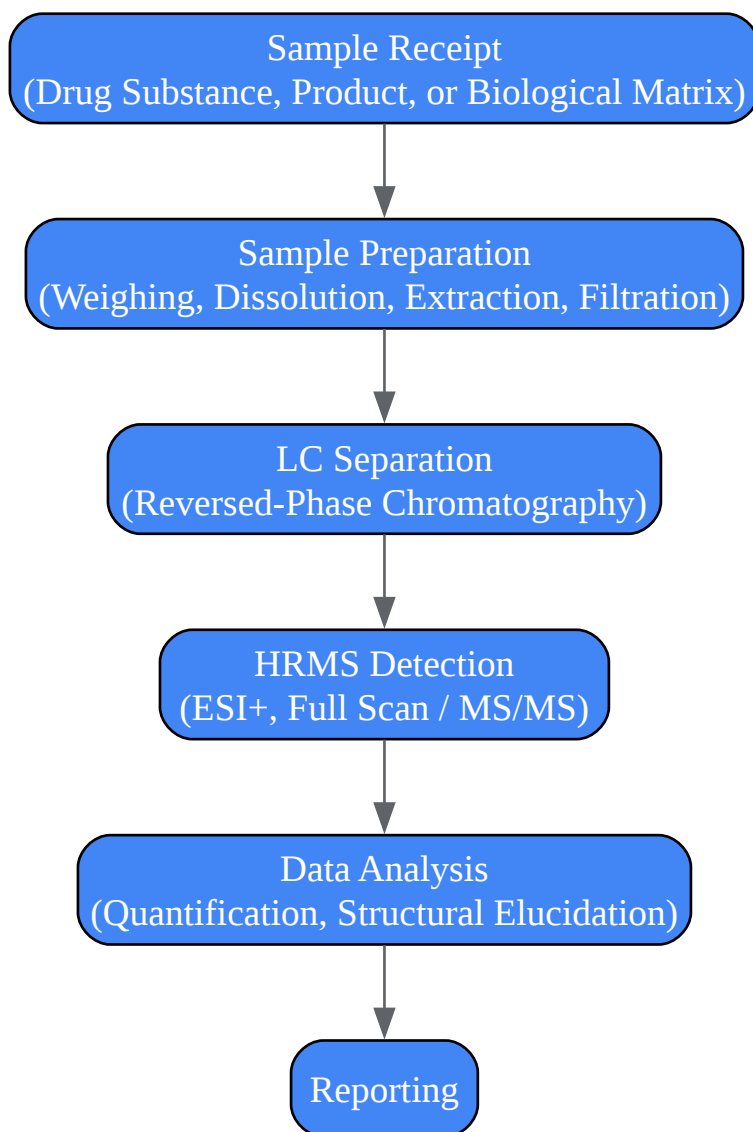 Sample Receipt
(Drug Substance, Product, or Biological Matrix)
Sample Preparation
(Weighing, Dissolution, Extraction, Filtration)
LC Separation
(Reversed-Phase Chromatography)
HRMS Detection
(ESI+, Full Scan / MS/MS)
Data Analysis
(Quantification, Structural Elucidation)
Reporting